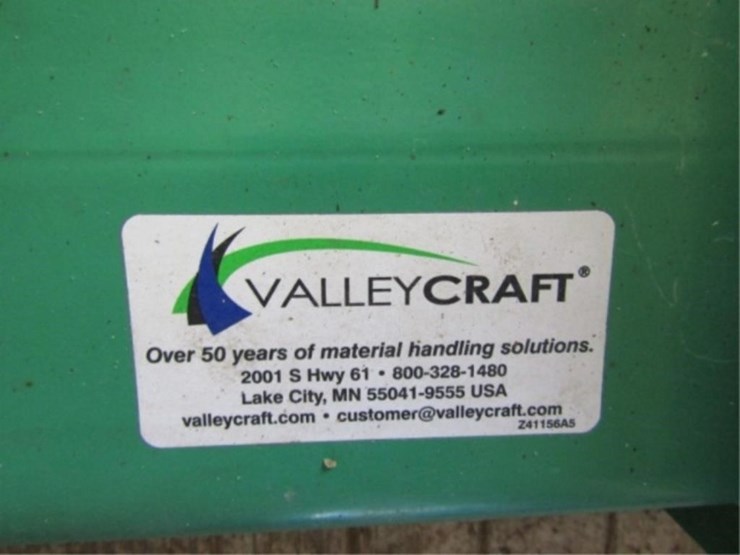 VALLEYCRAFT®
Over 50 years of material handling solutions.
2001 S Hwy 61 • 800-328-1480
Lake City, MN 55041-9555 USA
valleycraft.com • customer@valleycraft.com
Z41156A5